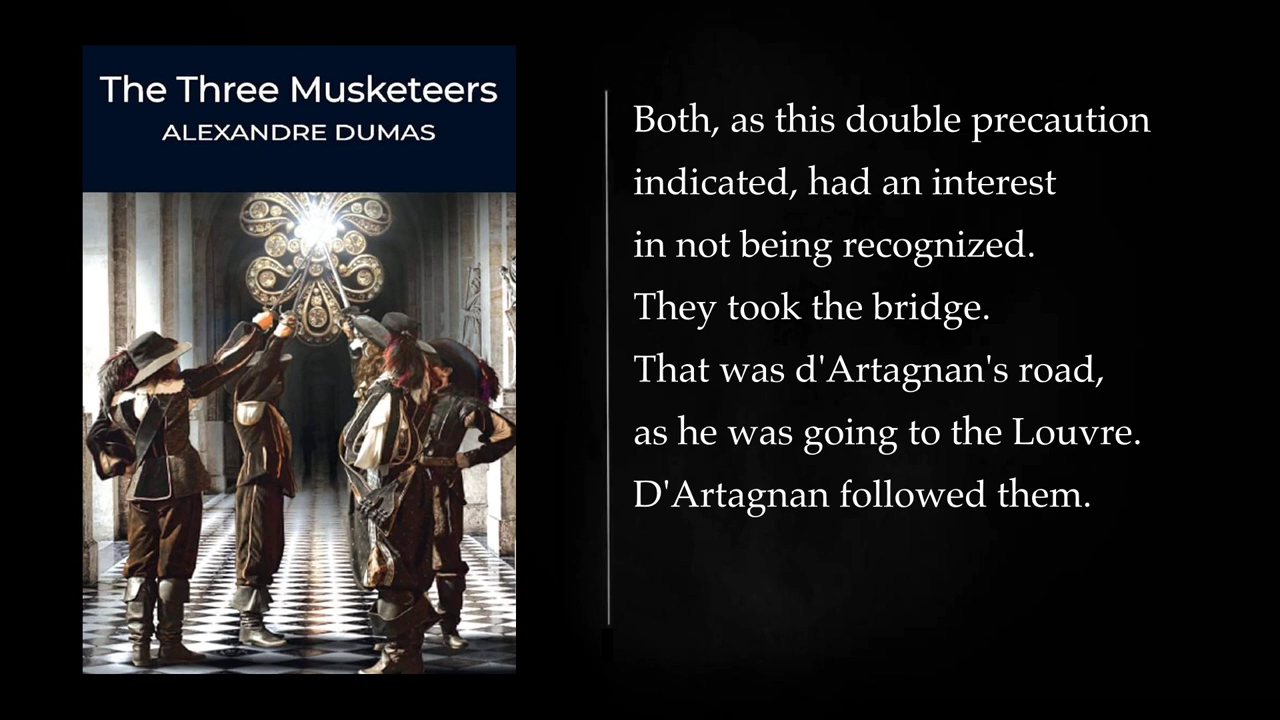 The Three Musketeers
ALEXANDRE DUMAS
Both, as this double precaution
indicated, had an interest
in not being recognized.
They took the bridge.
That was d'Artagnan's road,
as he was going to the Louvre.
D'Artagnan followed them.